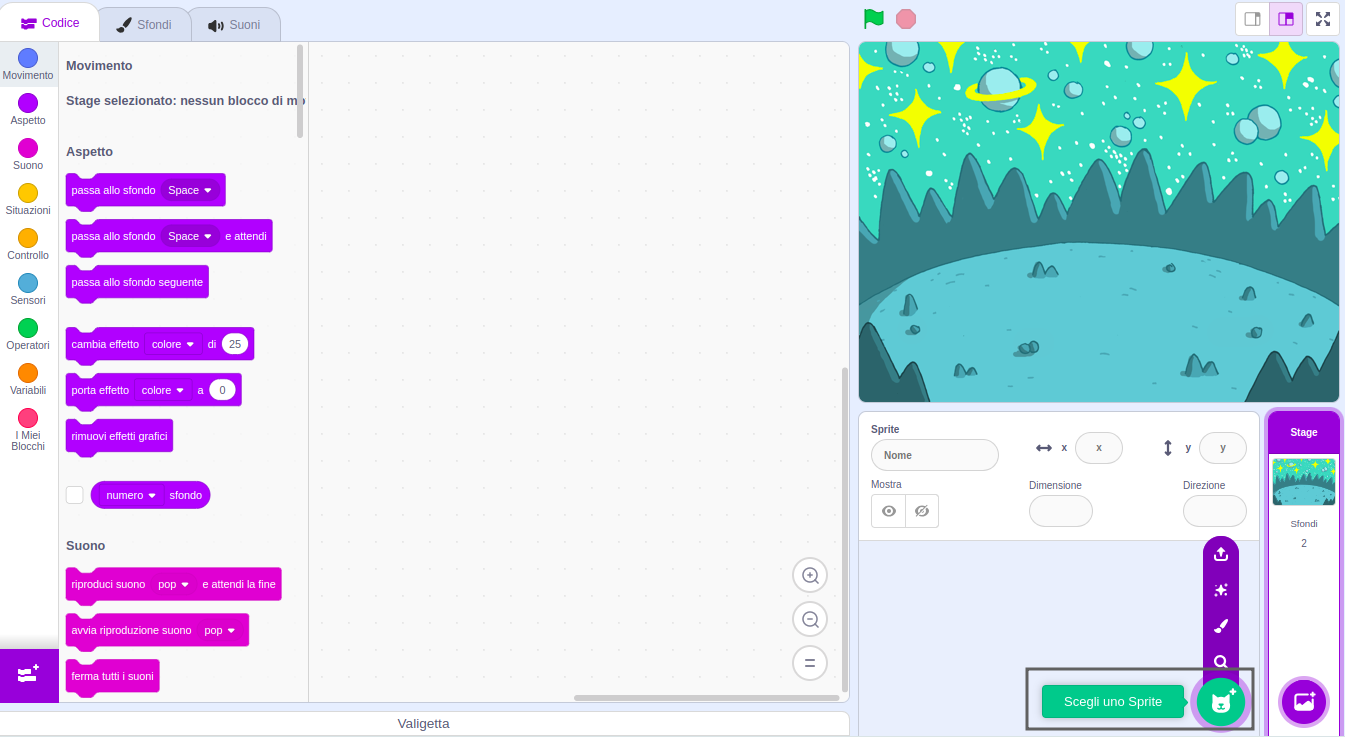 Codice
Sfondi
Suoni
Movimento
Aspetto
Suono
Situazioni
Controllo
Sensori
Operatori
Variabili
I Miei
Blocchi
Movimento
Stage selezionato: nessun blocco di mo
Aspetto
passa allo sfondo Space
passa allo sfondo Space e attendi
passa allo sfondo seguente
cambia effetto colore di 25
porta effetto colore a 0
rimuovi effetti grafici
numero sfondo
Suono
riproduci suono pop e attendi la fine
avvia riproduzione suono pop
ferma tutti i suoni
Valigetta
Sprite
Nome
x x
y y
Mostra
Dimensione
Direzione
Scegli uno Sprite
Stage
Sfondi
2